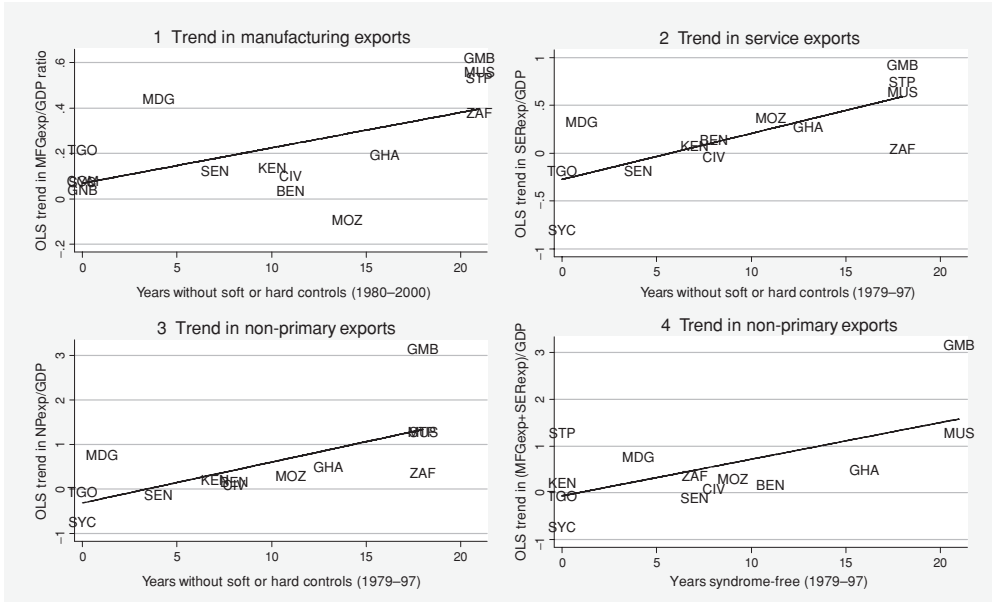 1 Trend in manufacturing exports
OLS trend in MFGexp/GDP ratio
.6
.4
.2
0
-.2
GMB
MUS
STP
MDG
ZAF
TGO
GHA
SEN
KEN
CIV
GNB
BEN
MOZ
0 5 10 15 20
Years without soft or hard controls (1980–2000)
2 Trend in service exports
OLS trend in SERexp/GDP
1
.5
0
-.5
-1
GMB
STP
MUS
MDG
MOZ
GHA
BEN
KEN
ZAF
CIV
TGO
SEN
SYC
0 5 10 15 20
Years without soft or hard controls (1979–97)
3 Trend in non-primary exports
OLS trend in NPexp/GDP
3
2
1
0
-1
GMB
MUS
MDG
GHA
ZAF
MOZ
KEN
BEN
CIV
TGO
SEN
SYC
0 5 10 15 20
Years without soft or hard controls (1979–97)
4 Trend in non-primary exports
OLS trend in (MFGexp+SERexp)/GDP
3
2
1
0
-1
GMB
STP
MUS
MDG
GHA
ZAF
MOZ
KEN
BEN
CIV
TGO
SEN
SYC
0 5 10 15 20
Years syndrome-free (1979–97)